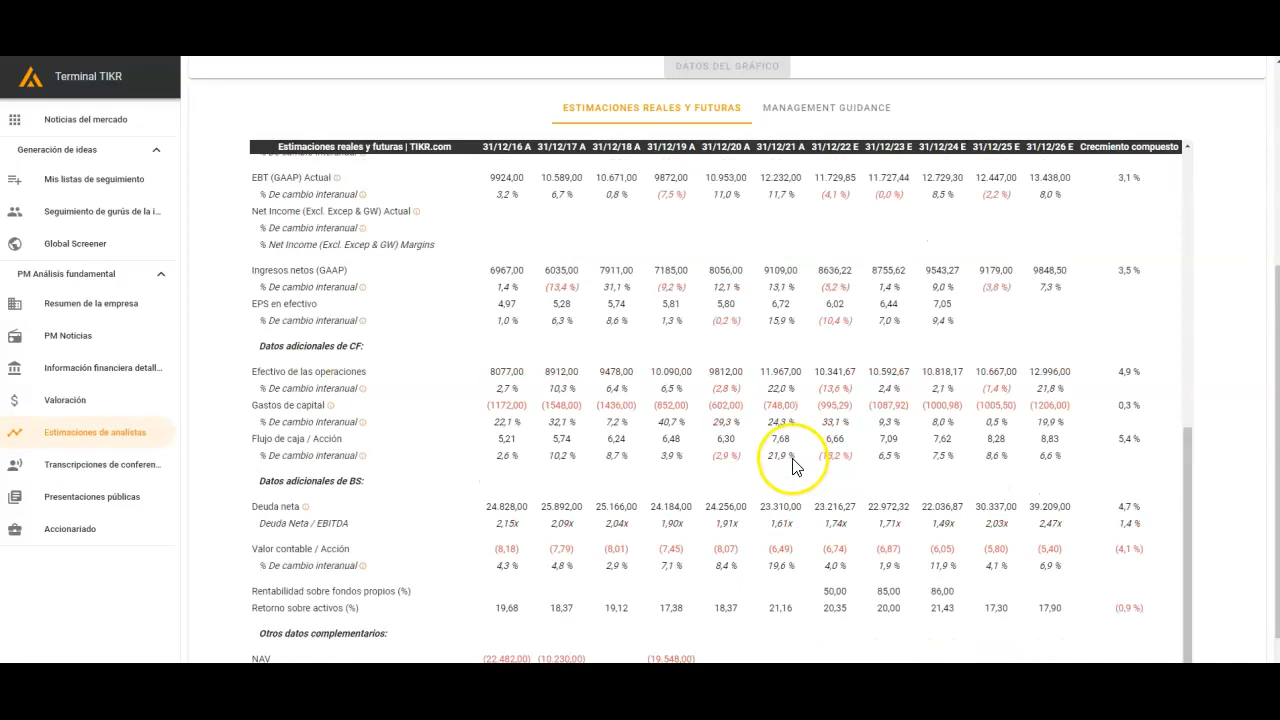 Terminal TIKR
Noticias del mercado
Generación de ideas
Mis listas de seguimiento
Seguimiento de gurús de la i...
Global Screener
PM Análisis fundamental
Resumen de la empresa
PM Noticias
Información financiera detall...
Valoración
Estimaciones de analistas
Transcripciones de conferen...
Presentaciones públicas
Accionariado
DATOS DEL GRÁFICO
ESTIMACIONES REALES Y FUTURAS MANAGEMENT GUIDANCE
Estimaciones reales y futuras | TIKR.com 31/12/16 A 31/12/17 A 31/12/18 A 31/12/19 A 31/12/20 A 31/12/21 A 31/12/22 E 31/12/23 E 31/12/24 E 31/12/25 E 31/12/26 E Crecimiento compuesto
% De cambio interanual
EBT (GAAP) Actual 9924,00 10.589,00 10.671,00 9872,00 10.953,00 12.232,00 11.729,85 11.727,44 12.729,30 12.447,00 13.438,00 3,1 %
% De cambio interanual 3,2 % 6,7 % 0,8 % (7,5 %) 11,0 % 11,7 % (4,1 %) (0,0 %) 8,5 % (2,2 %) 8,0 %
Net Income (Excl. Excep & GW) Actual
% De cambio interanual
% Net Income (Excl. Excep & GW) Margins
Ingresos netos (GAAP) 6967,00 6035,00 7911,00 7185,00 8056,00 9109,00 8636,22 8755,62 9543,27 9179,00 9848,50 3,5 %
% De cambio interanual 1,4 % (13,4 %) 31,1 % (9,2 %) 12,1 % 13,1 % (5,2 %) 1,4 % 9,0 % (3,8 %) 7,3 %
EPS en efectivo 4,97 5,28 5,74 5,81 5,80 6,72 6,02 6,44 7,05
% De cambio interanual 1,0 % 6,3 % 8,6 % 1,3 % (0,2 %) 15,9 % (10,4 %) 7,0 % 9,4 %
Datos adicionales de CF:
Efectivo de las operaciones 8077,00 8912,00 9478,00 10.090,00 9812,00 11.967,00 10.341,67 10.592,67 10.818,17 10.667,00 12.996,00 4,9 %
% De cambio interanual 2,7 % 10,3 % 6,4 % 6,5 % (2,8 %) 22,0 % (13,6 %) 2,4 % 2,1 % (1,4 %) 21,8 %
Gastos de capital (1172,00) (1548,00) (1436,00) (852,00) (602,00) (748,00) (995,29) (1087,92) (1000,98) (1005,50) (1206,00) 0,3 %
% De cambio interanual 22,1 % 32,1 % 7,2 % 40,7 % 29,3 % 24,3 % 33,1 % 9,3 % 8,0 % 0,5 % 19,9 %
Flujo de caja / Acción 5,21 5,74 6,24 6,48 6,30 7,68 6,66 7,09 7,62 8,28 8,83 5,4 %
% De cambio interanual 2,6 % 10,2 % 8,7 % 3,9 % (2,9 %) 21,9 % (13,2 %) 6,5 % 7,5 % 8,6 % 6,6 %
Datos adicionales de BS:
Deuda neta 24.828,00 25.892,00 25.166,00 24.184,00 24.256,00 23.310,00 23.216,27 22.972,32 22.036,87 30.337,00 39.209,00 4,7 %
Deuda Neta / EBITDA 2,15x 2,09x 2,04x 1,90x 1,91x 1,61x 1,74x 1,71x 1,49x 2,03x 2,47x 1,4 %
Valor contable / Acción (8,18) (7,79) (8,01) (7,45) (8,07) (6,49) (6,74) (6,87) (6,05) (5,80) (5,40) (4,1 %)
% De cambio interanual 4,3 % 4,8 % 2,9 % 7,1 % 8,4 % 19,6 % 4,0 % 1,9 % 11,9 % 4,1 % 6,9 %
Rentabilidad sobre fondos propios (%) 50,00 85,00 86,00
Retorno sobre activos (%) 19,68 18,37 19,12 17,38 18,37 21,16 20,35 20,00 21,43 17,30 17,90 (0,9 %)
Otros datos complementarios:
NAV (22.482,00) (10.230,00) (19.548,00)